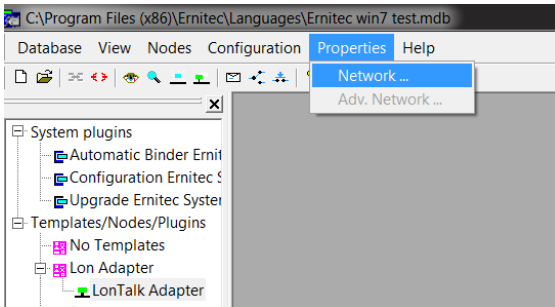 C:\Program Files (x86)\Ernitec\Languages\Ernitec win7 test.mdb
Database View Nodes Configuration Properties Help
Network ...
Adv. Network ...
System plugins
Automatic Binder Ernit
Configuration Ernitec S
Upgrade Ernitec System
Templates/Nodes/Plugins
No Templates
Lon Adapter
LonTalk Adapter